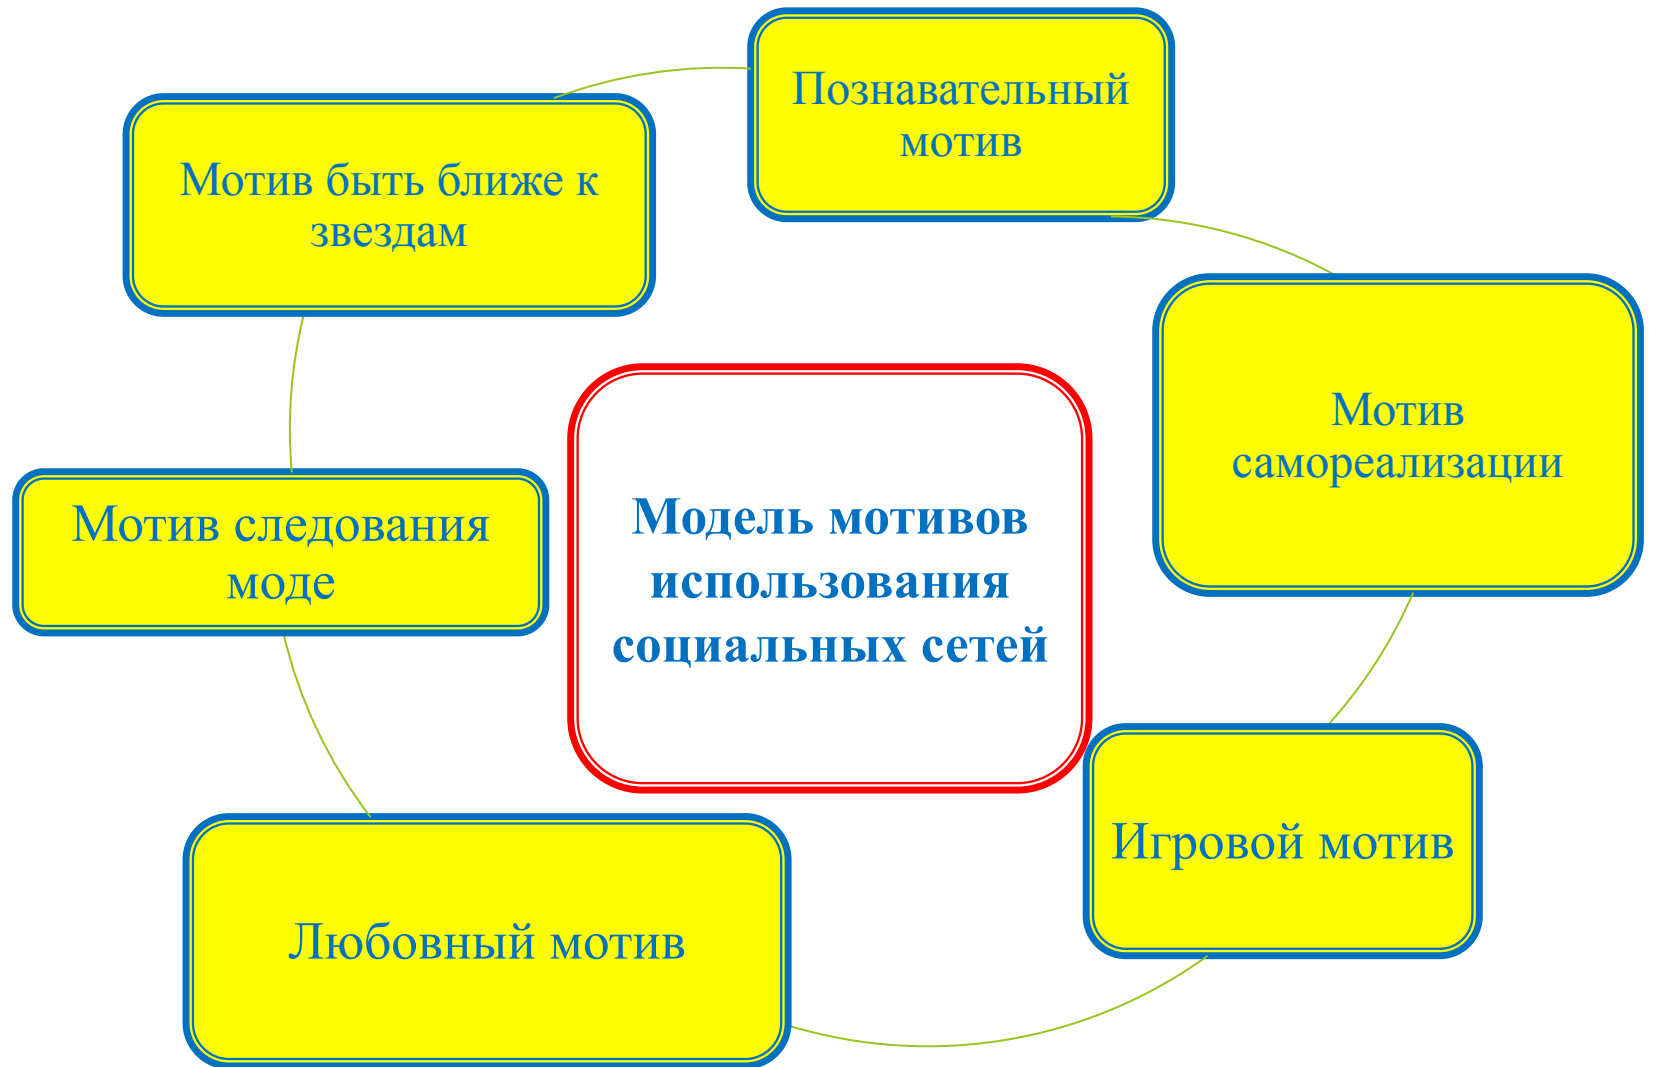 Познавательный
мотив
Мотив быть ближе к
звездам
Мотив
самореализации
Мотив следования
моде
Модель мотивов
использования
социальных сетей
Игровой мотив
Любовный мотив